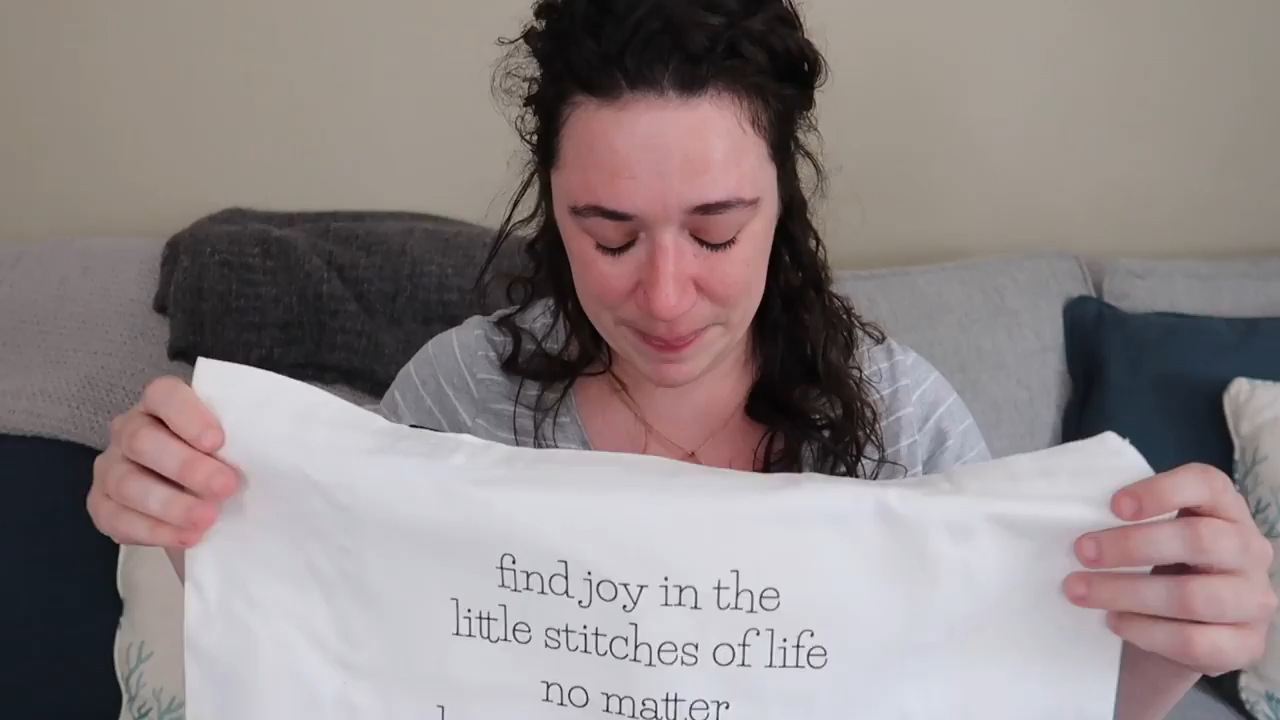 find joy in the
little stitches of life
no matter